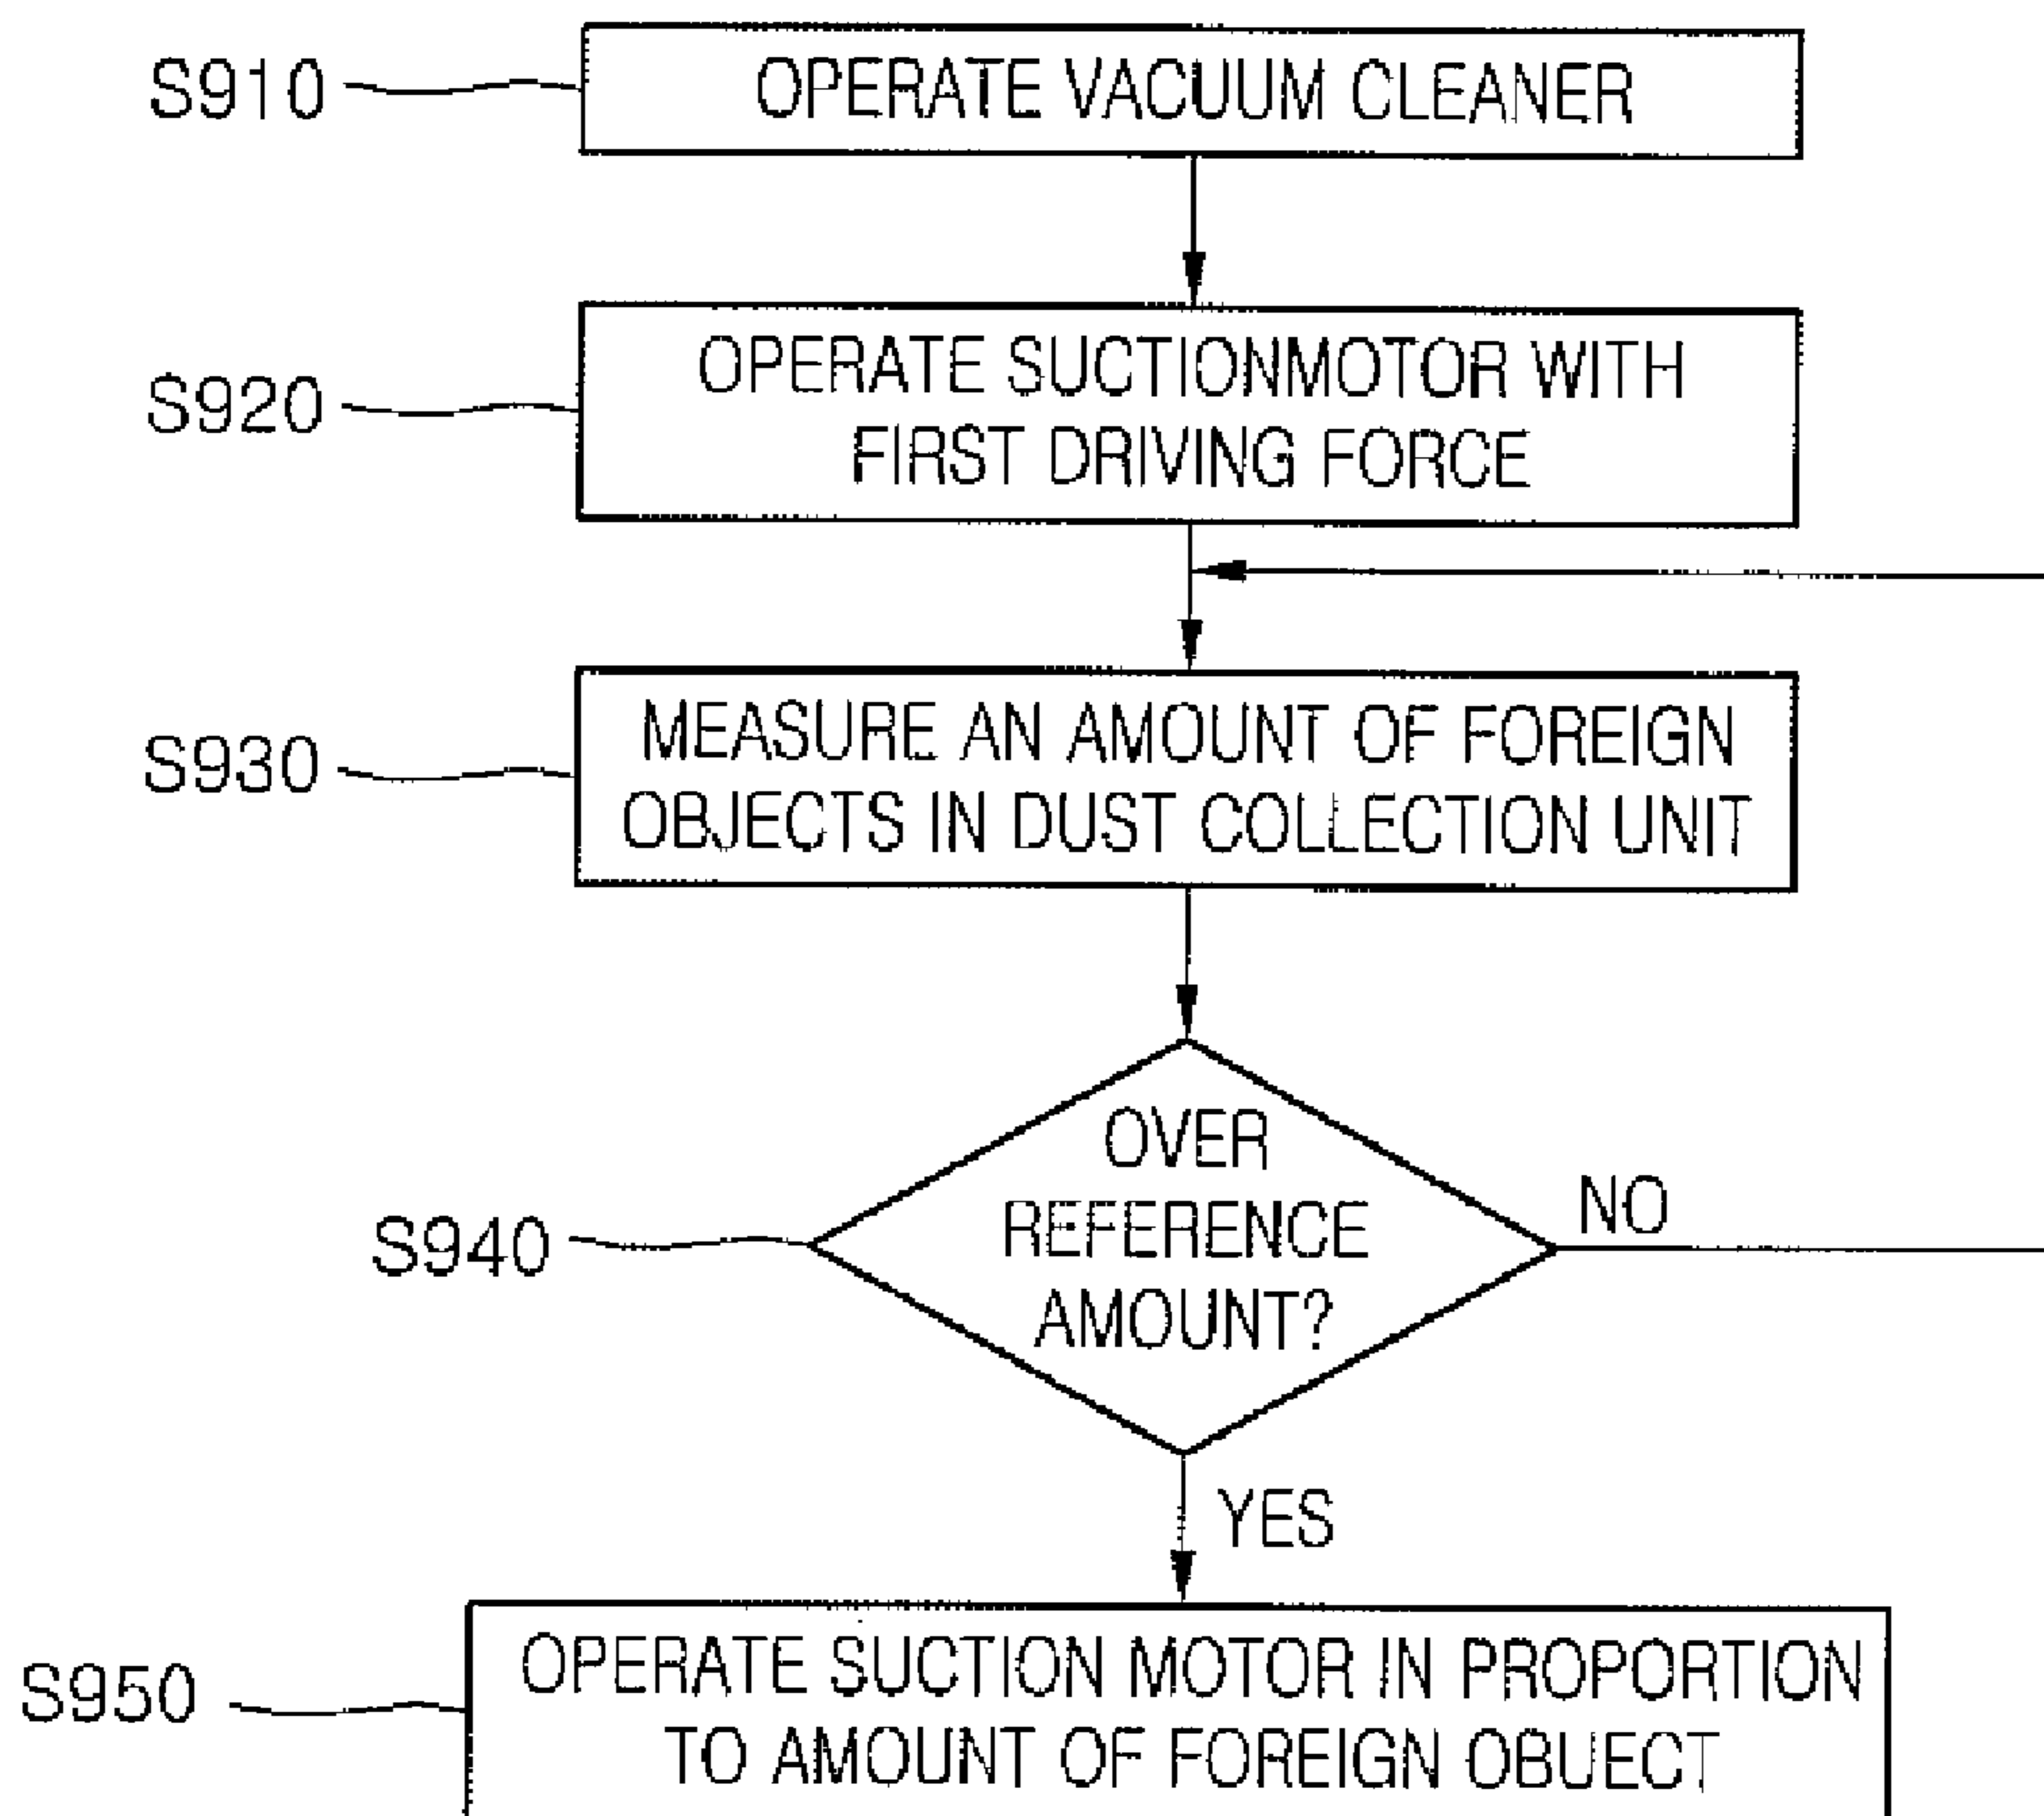 S910
OPERATE VACUUM CLEANER
S920
OPERATE SUCTIONMOTOR WITH
FIRST DRIVING FORCE
S930
MEASURE AN AMOUNT OF FOREIGN
OBJECTS IN DUST COLLECTION UNIT
S940
OVER
REFERENCE
AMOUNT?
NO
YES
S950
OPERATE SUCTION MOTOR IN PROPORTION
TO AMOUNT OF FOREIGN OBUECT